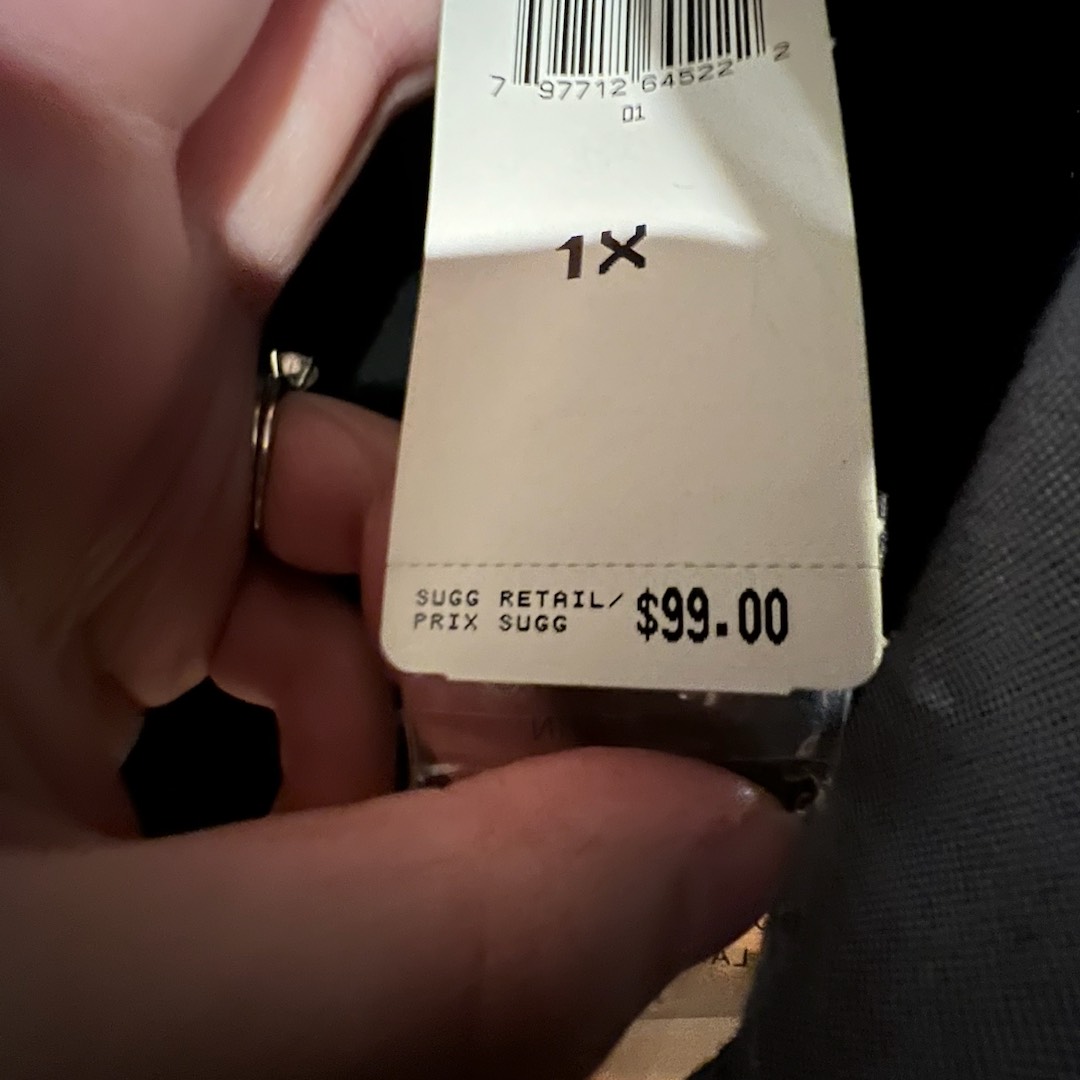 7 97712 64522 2
01
1X
SUGG RETAIL/
PRIX SUGG
$99.00